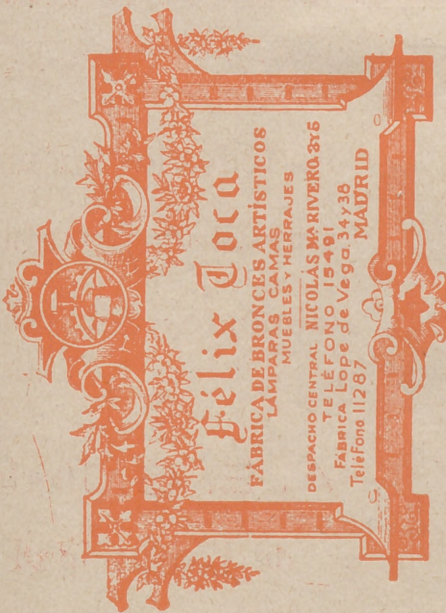 Félix Toca
FÁBRICA DE BRONCES ARTÍSTICOS
LÁMPARAS CAMAS
MUEBLES Y HERRAJES
DESPACHO CENTRAL NICOLÁS Mª RIVERO, 3 Y 5
TELÉFONO 15491
FÁBRICA Lope de Vega, 34 y 38
Teléfono 11287 MADRID